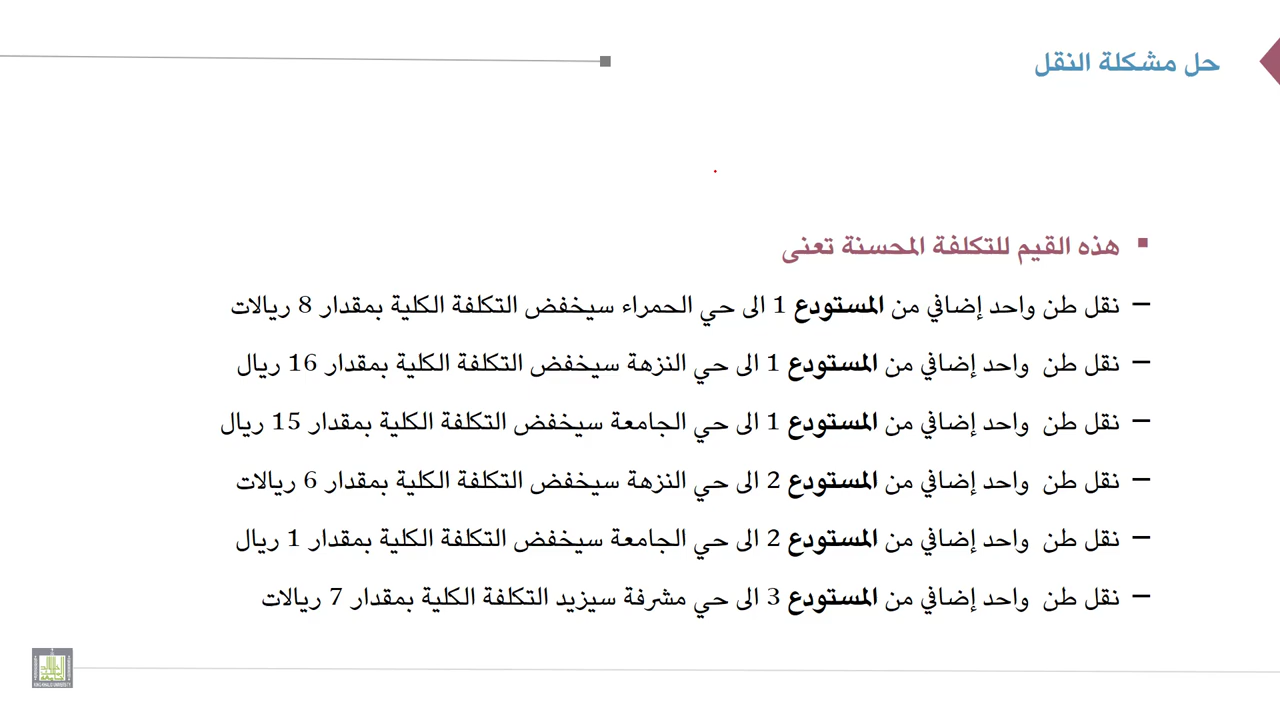 حل مشكلة النقل
▪ هذه القيم للتكلفة المحسنة تعنى
– نقل طن واحد إضافي من المستودع 1 الى حي الحمراء سيخفض التكلفة الكلية بمقدار 8 ريالات
– نقل طن واحد إضافي من المستودع 1 الى حي النزهة سيخفض التكلفة الكلية بمقدار 16 ريال
– نقل طن واحد إضافي من المستودع 1 الى حي الجامعة سيخفض التكلفة الكلية بمقدار 15 ريال
– نقل طن واحد إضافي من المستودع 2 الى حي النزهة سيخفض التكلفة الكلية بمقدار 6 ريالات
– نقل طن واحد إضافي من المستودع 2 الى حي الجامعة سيخفض التكلفة الكلية بمقدار 1 ريال
– نقل طن واحد إضافي من المستودع 3 الى حي مشرفة سيزيد التكلفة الكلية بمقدار 7 ريالات